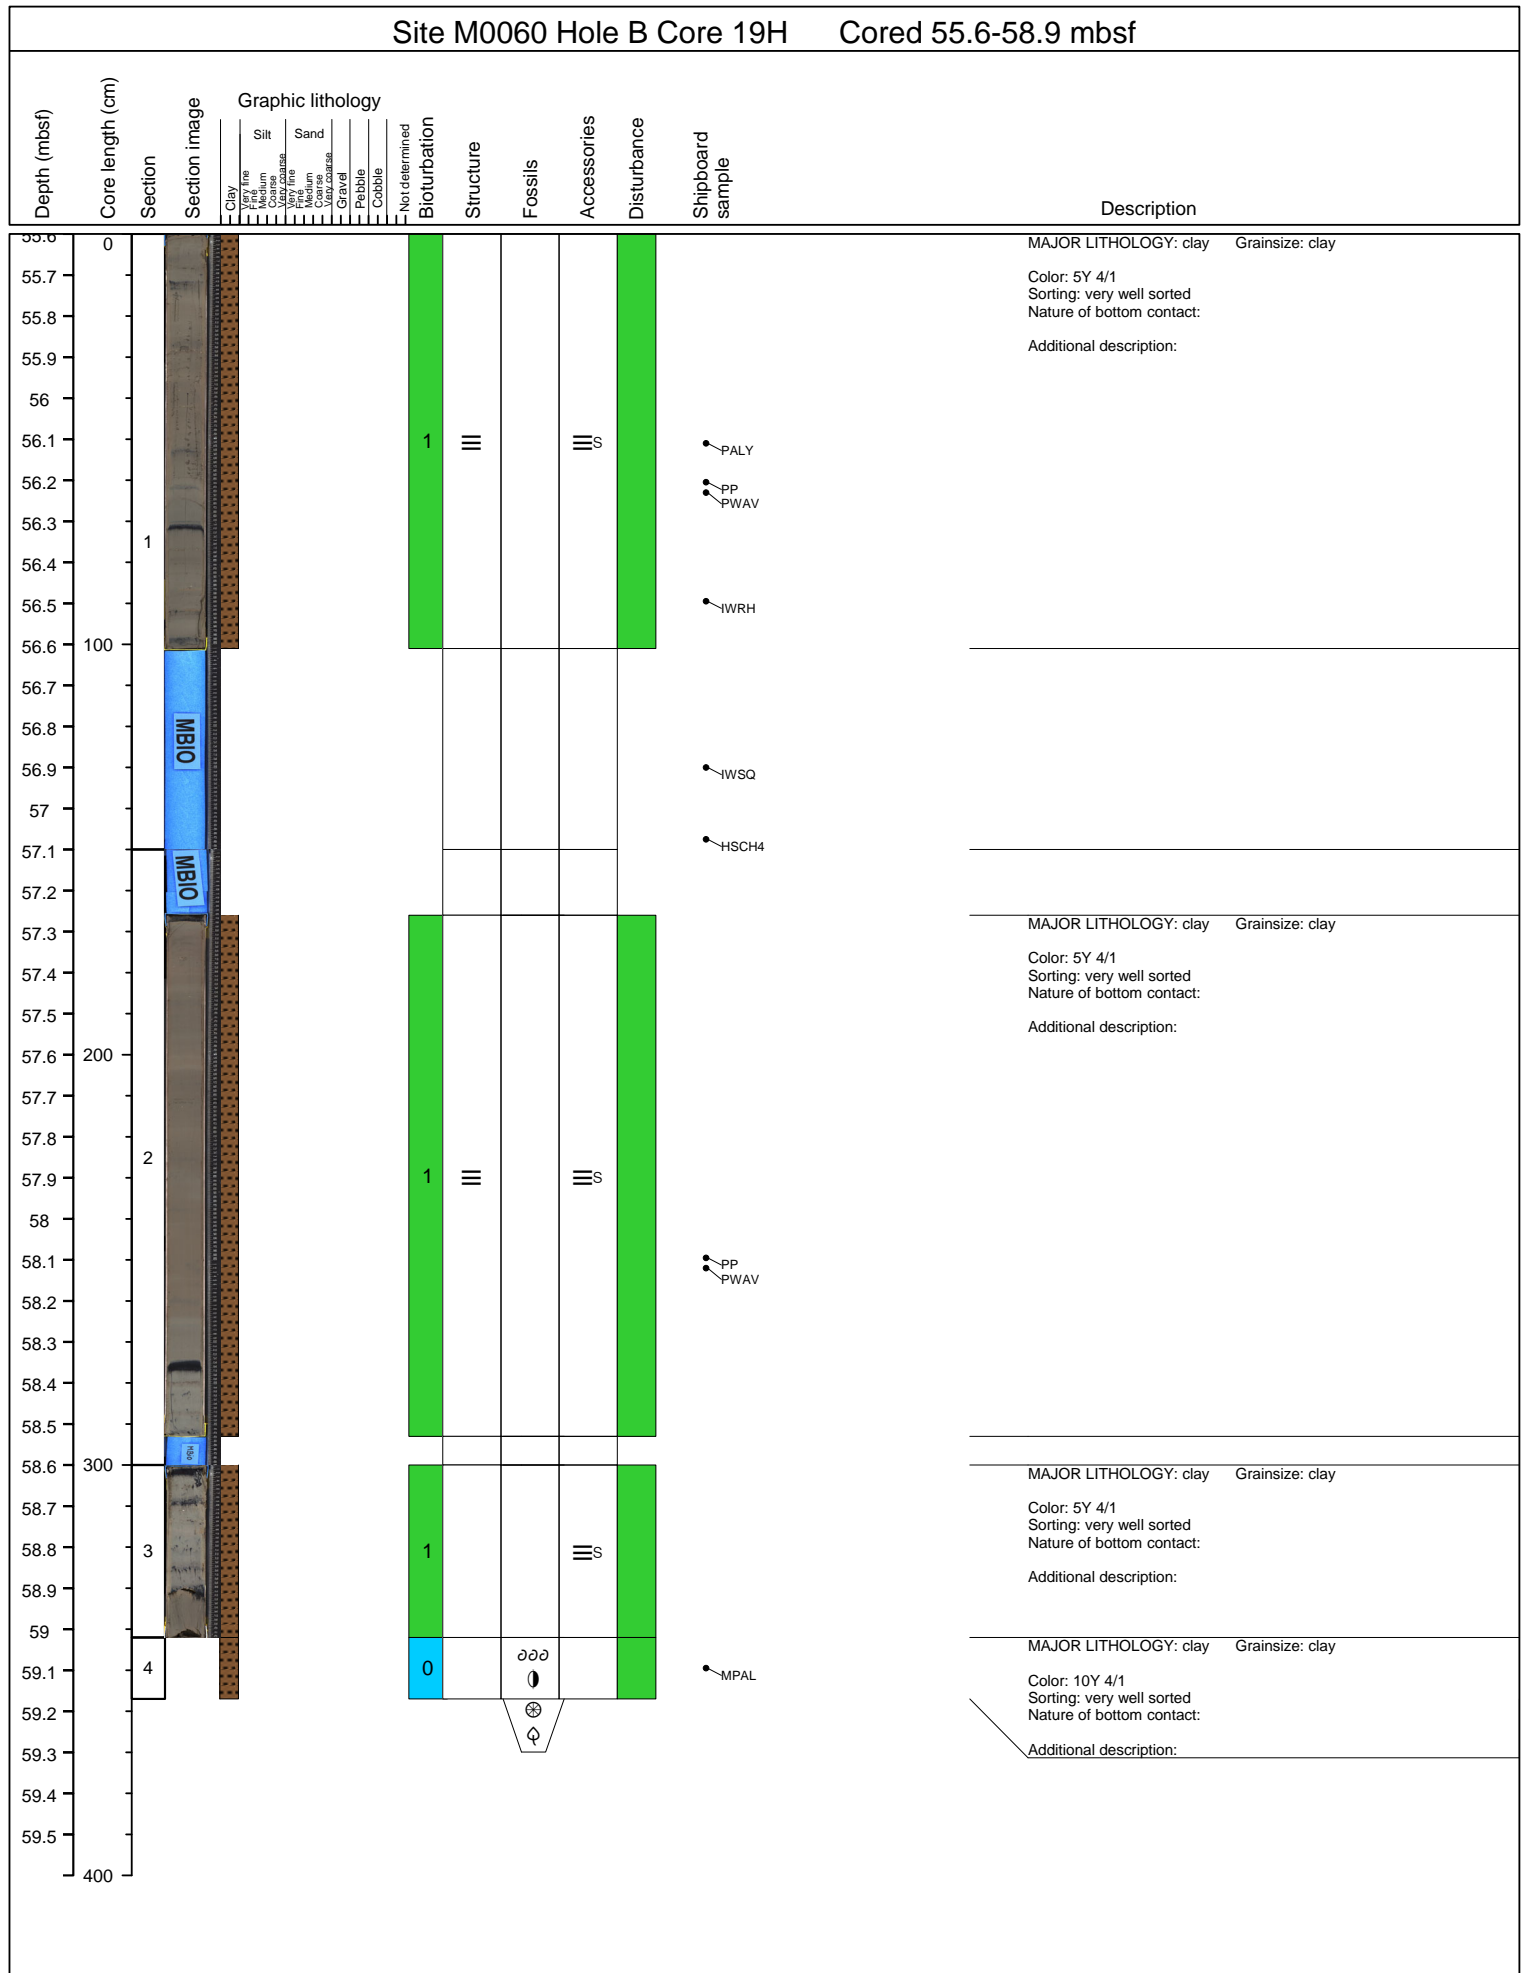 Site M0060 Hole B Core 19H Cored 55.6-58.9 mbsf
Depth (mbsf)
Core length (cm)
Section
Section image
Graphic lithology
Clay
Silt
Very fine
Fine
Medium
Coarse
Very coarse
Sand
Very fine
Fine
Medium
Coarse
Very coarse
Gravel
Pebble
Cobble
Not determined
Bioturbation
Structure
Fossils
Accessories
Disturbance
Shipboard
sample
Description
55.6
55.7
55.8
55.9
56
56.1
56.2
56.3
56.4
56.5
56.6
56.7
56.8
56.9
57
57.1
57.2
57.3
57.4
57.5
57.6
57.7
57.8
57.9
58
58.1
58.2
58.3
58.4
58.5
58.6
58.7
58.8
58.9
59
59.1
59.2
59.3
59.4
59.5
0
100
200
300
400
1
2
3
4
MBIO
MBIO
MBIO
1
1
1
0
S
S
S
PALY
PP
PWAV
IWRH
IWSQ
HSCH4
PP
PWAV
MPAL
MAJOR LITHOLOGY: clay Grainsize: clay
Color: 5Y 4/1
Sorting: very well sorted
Nature of bottom contact:
Additional description:
MAJOR LITHOLOGY: clay Grainsize: clay
Color: 5Y 4/1
Sorting: very well sorted
Nature of bottom contact:
Additional description:
MAJOR LITHOLOGY: clay Grainsize: clay
Color: 5Y 4/1
Sorting: very well sorted
Nature of bottom contact:
Additional description:
MAJOR LITHOLOGY: clay Grainsize: clay
Color: 10Y 4/1
Sorting: very well sorted
Nature of bottom contact:
Additional description: